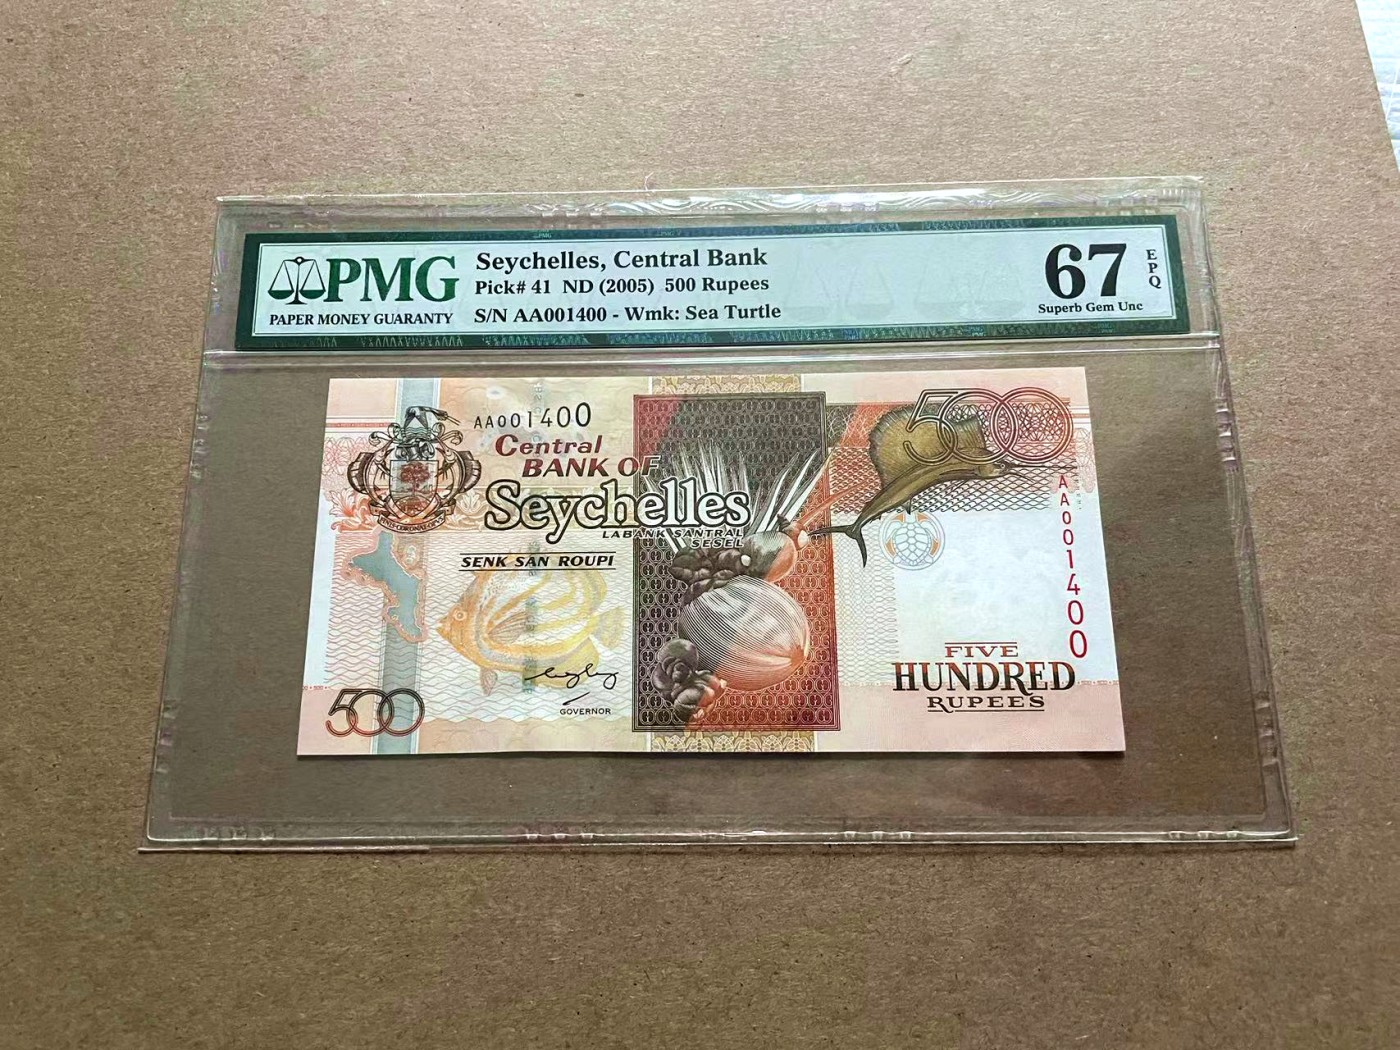 PMG
PAPER MONEY GUARANTY
Seychelles, Central Bank
Pick# 41 ND (2005) 500 Rupees
S/N AA001400 - Wmk: Sea Turtle
67
EPQ
Superb Gem Unc
AA001400
Central
BANK OF
Seychelles
LABANK SANTRAL
SESEL
SENK SAN ROUPI
GOVERNOR
500
500
AA001400
FIVE
HUNDRED
RUPEES